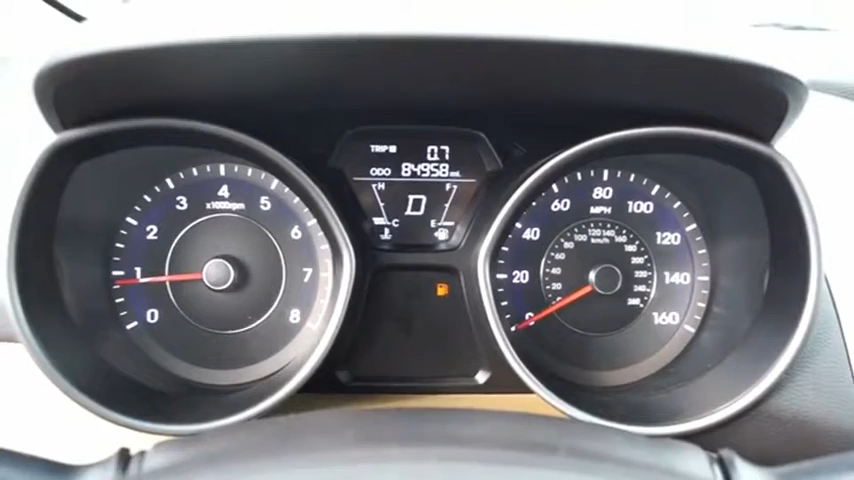 TRIP B 0.7
ODO 84958 mi.
H F
D
C E
0 1 2 3 4 5 6 7 8
x1000rpm
0 20 40 60 80 100 120 140 160
MPH
20 40 60 80 100 120 140 160 180 200 220 240 260
km/h